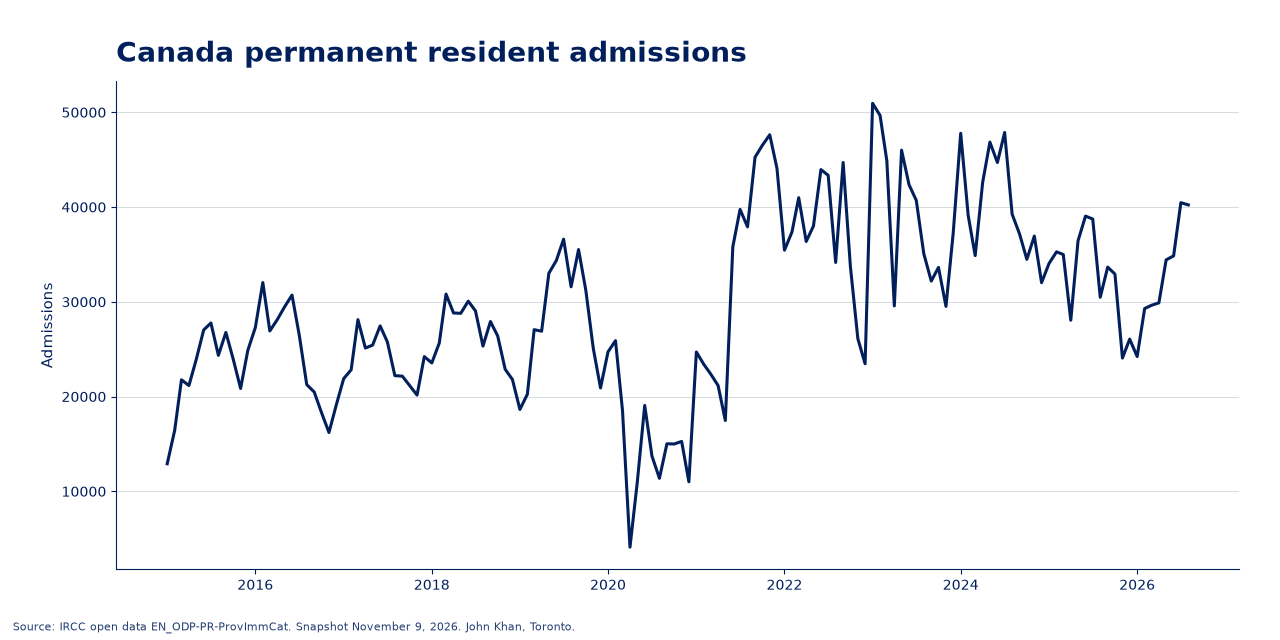 Canada permanent resident admissions
50000
40000
30000
20000
10000
Admissions
2016 2018 2020 2022 2024 2026
Source: IRCC open data EN_ODP-PR-ProvImmCat. Snapshot November 9, 2026. John Khan, Toronto.